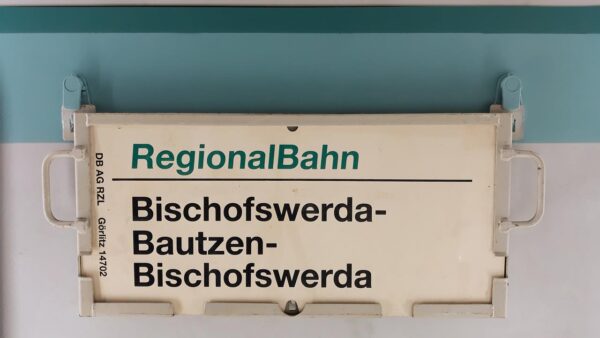 RegionalBahn
Bischofswerda-
Bautzen-
Bischofswerda
DB AG RZL Görlitz 14702